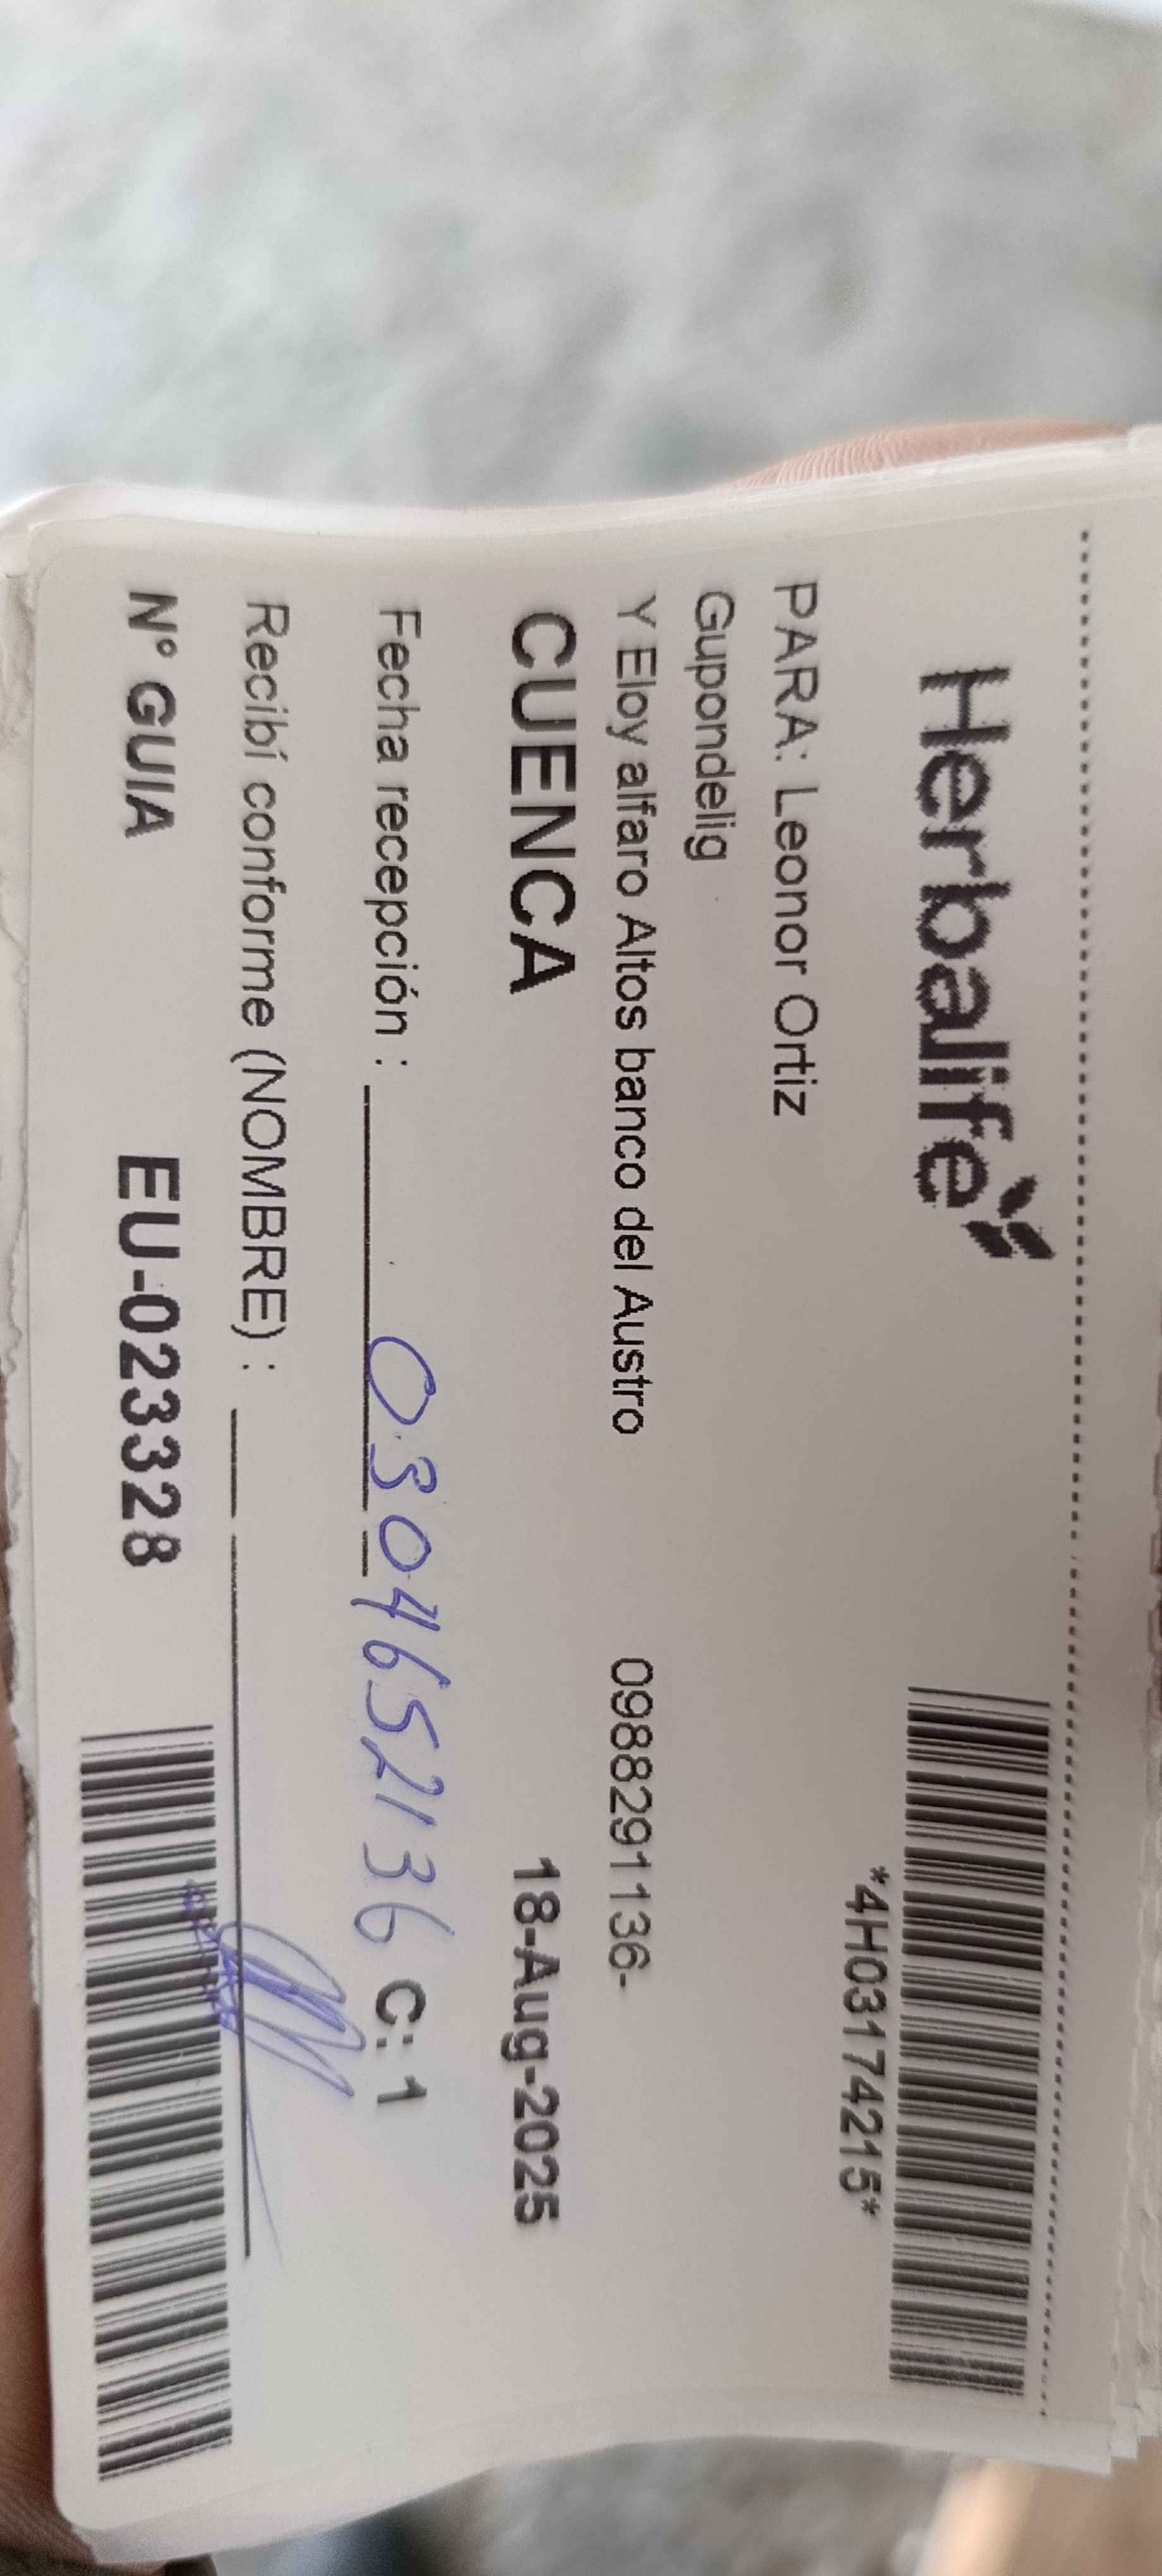 Herbalife
*4H03174215*
PARA: Leonor Ortiz
Gupondelig
Y Eloy alfaro Altos banco del Austro 0988291136-
CUENCA 18-Aug-2025
Fecha recepción : 0304652136 C: 1
Recibí conforme (NOMBRE) :
N° GUIA EU-023328